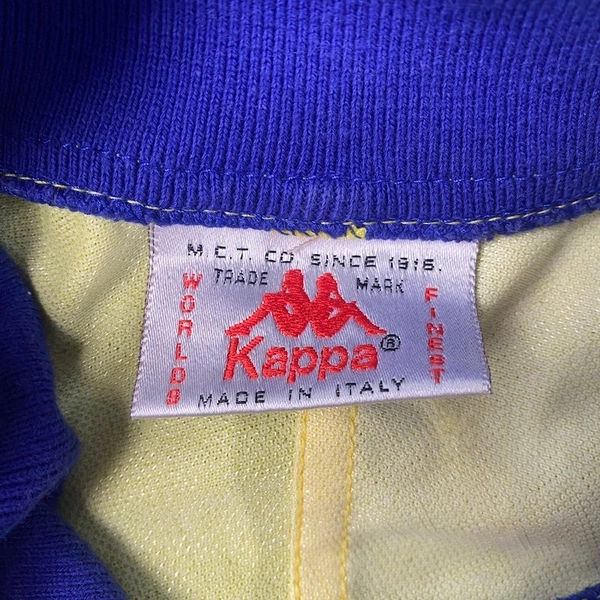 M.C.T. CO. SINCE 1916.
TRADE MARK
WORLDS
FINEST
Kappa®
MADE IN ITALY